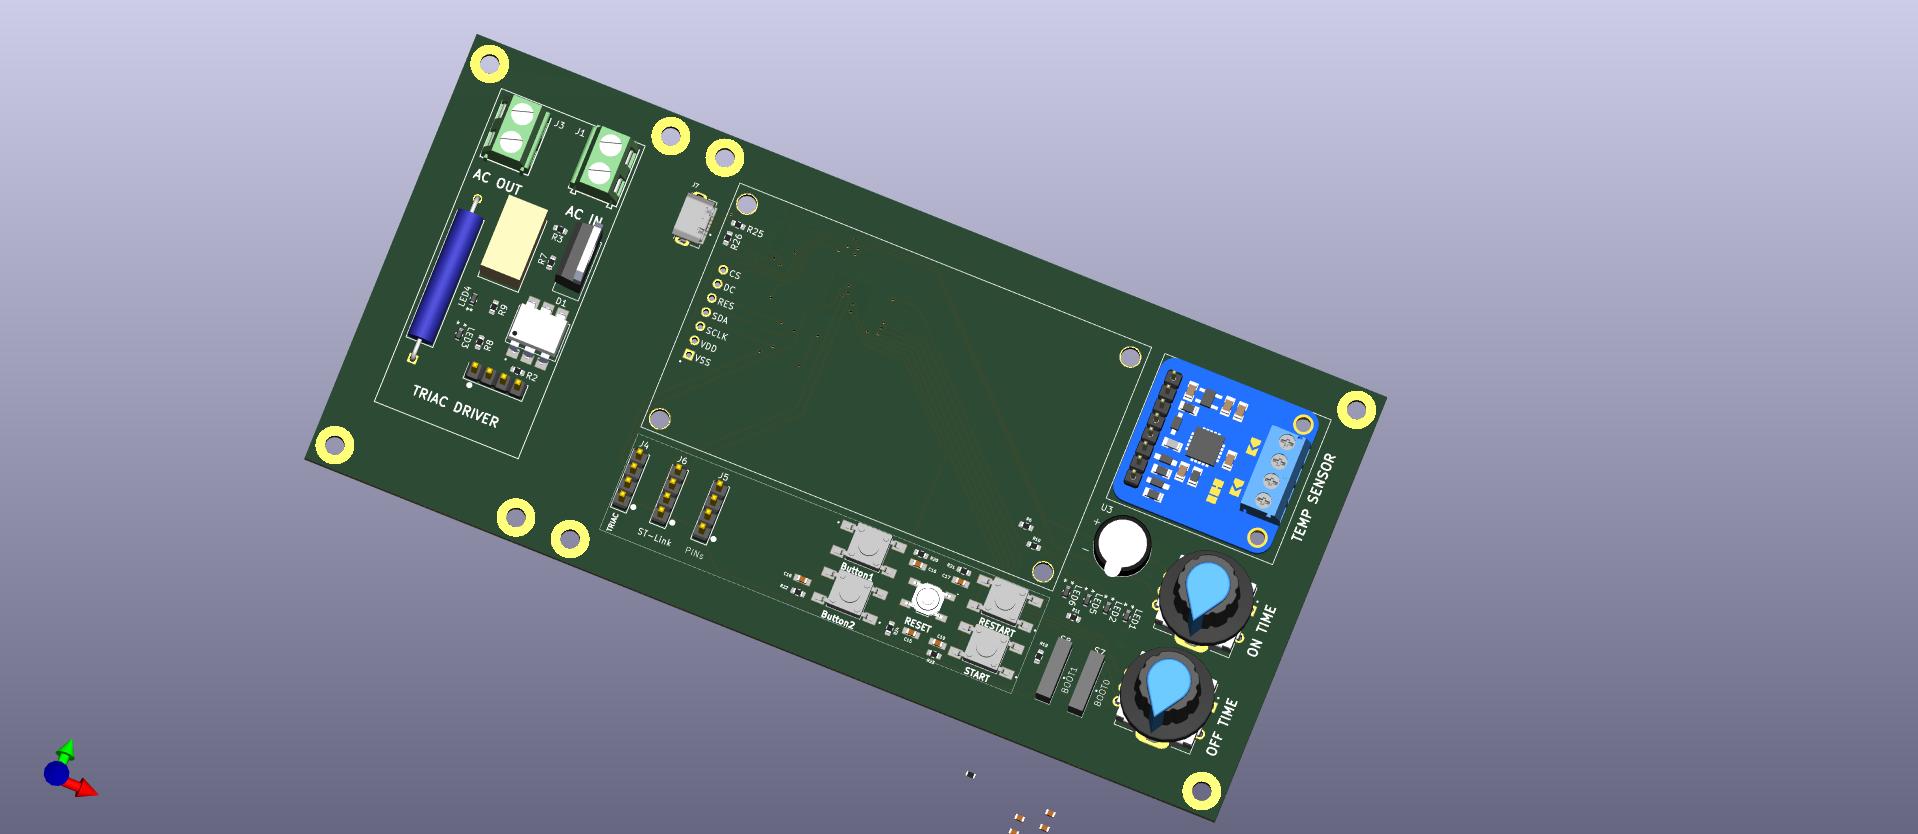 J3
J1
AC OUT
AC IN
R3
R7
D1
LED4
R9
LED3
R8
R2
TRIAC DRIVER
J7
R25
R26
CS
DC
RES
SDA
SCLK
VDD
VSS
J4
J6
J5
TRIAC
ST-Link
PINs
Button1
Button2
RESET
RESTART
START
U3
+
-
TEMP SENSOR
LED6
LED5
LED2
LED1
BOOT1
BOOT0
ON TIME
OFF TIME